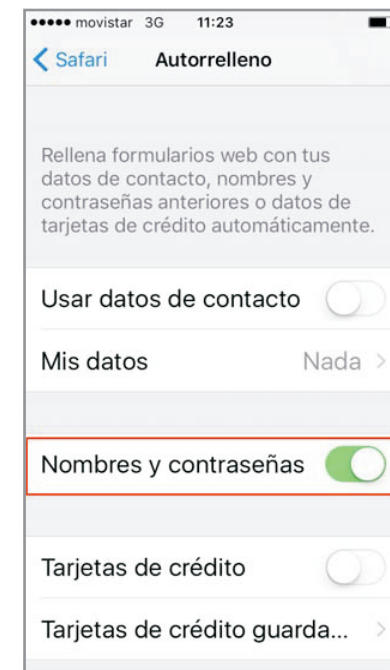 movistar 3G 11:23
Safari Autorrelleno
Rellena formularios web con tus
datos de contacto, nombres y
contraseñas anteriores o datos de
tarjetas de crédito automáticamente.
Usar datos de contacto
Mis datos Nada
Nombres y contraseñas
Tarjetas de crédito
Tarjetas de crédito guarda...